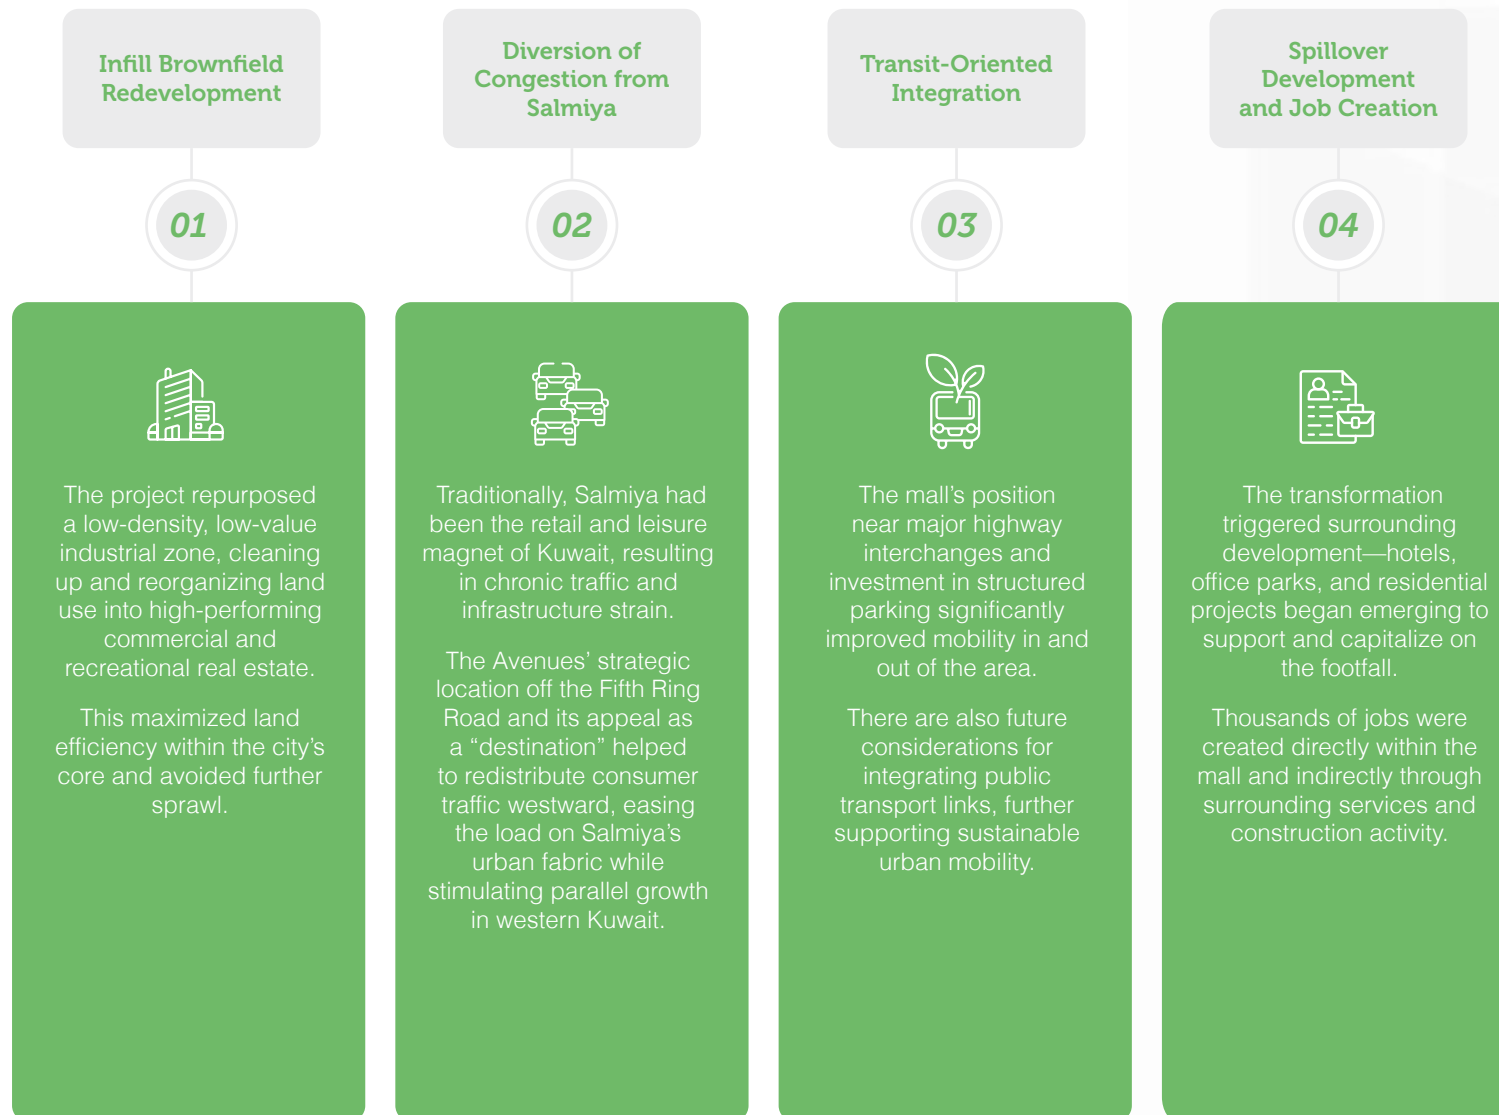 Infill Brownfield
Redevelopment
01
The project repurposed
a low-density, low-value
industrial zone, cleaning
up and reorganizing land
use into high-performing
commercial and
recreational real estate.
This maximized land
efficiency within the city's
core and avoided further
sprawl.
Diversion of
Congestion from
Salmiya
02
Traditionally, Salmiya had
been the retail and leisure
magnet of Kuwait, resulting
in chronic traffic and
infrastructure strain.
The Avenues' strategic
location off the Fifth Ring
Road and its appeal as
a “destination” helped
to redistribute consumer
traffic westward, easing
the load on Salmiya's
urban fabric while
stimulating parallel growth
in western Kuwait.
Transit-Oriented
Integration
03
The mall's position
near major highway
interchanges and
investment in structured
parking significantly
improved mobility in and
out of the area.
There are also future
considerations for
integrating public
transport links, further
supporting sustainable
urban mobility.
Spillover
Development
and Job Creation
04
The transformation
triggered surrounding
development—hotels,
office parks, and residential
projects began emerging to
support and capitalize on
the footfall.
Thousands of jobs were
created directly within the
mall and indirectly through
surrounding services and
construction activity.